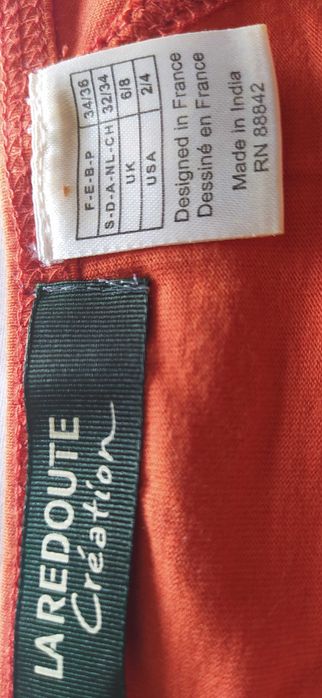 F-E-B-P 34/36
S-D-A-NL-CH 32/34
UK 6/8
USA 2/4
Designed in France
Dessiné en France
Made in India
RN 88842
LA REDOUTE
Création